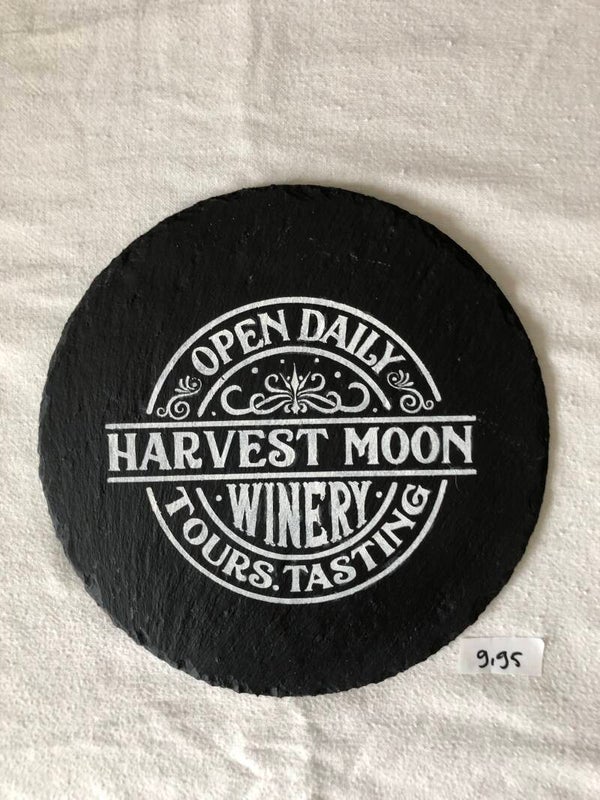 OPEN DAILY
HARVEST MOON
WINERY
TOURS. TASTING
9,95